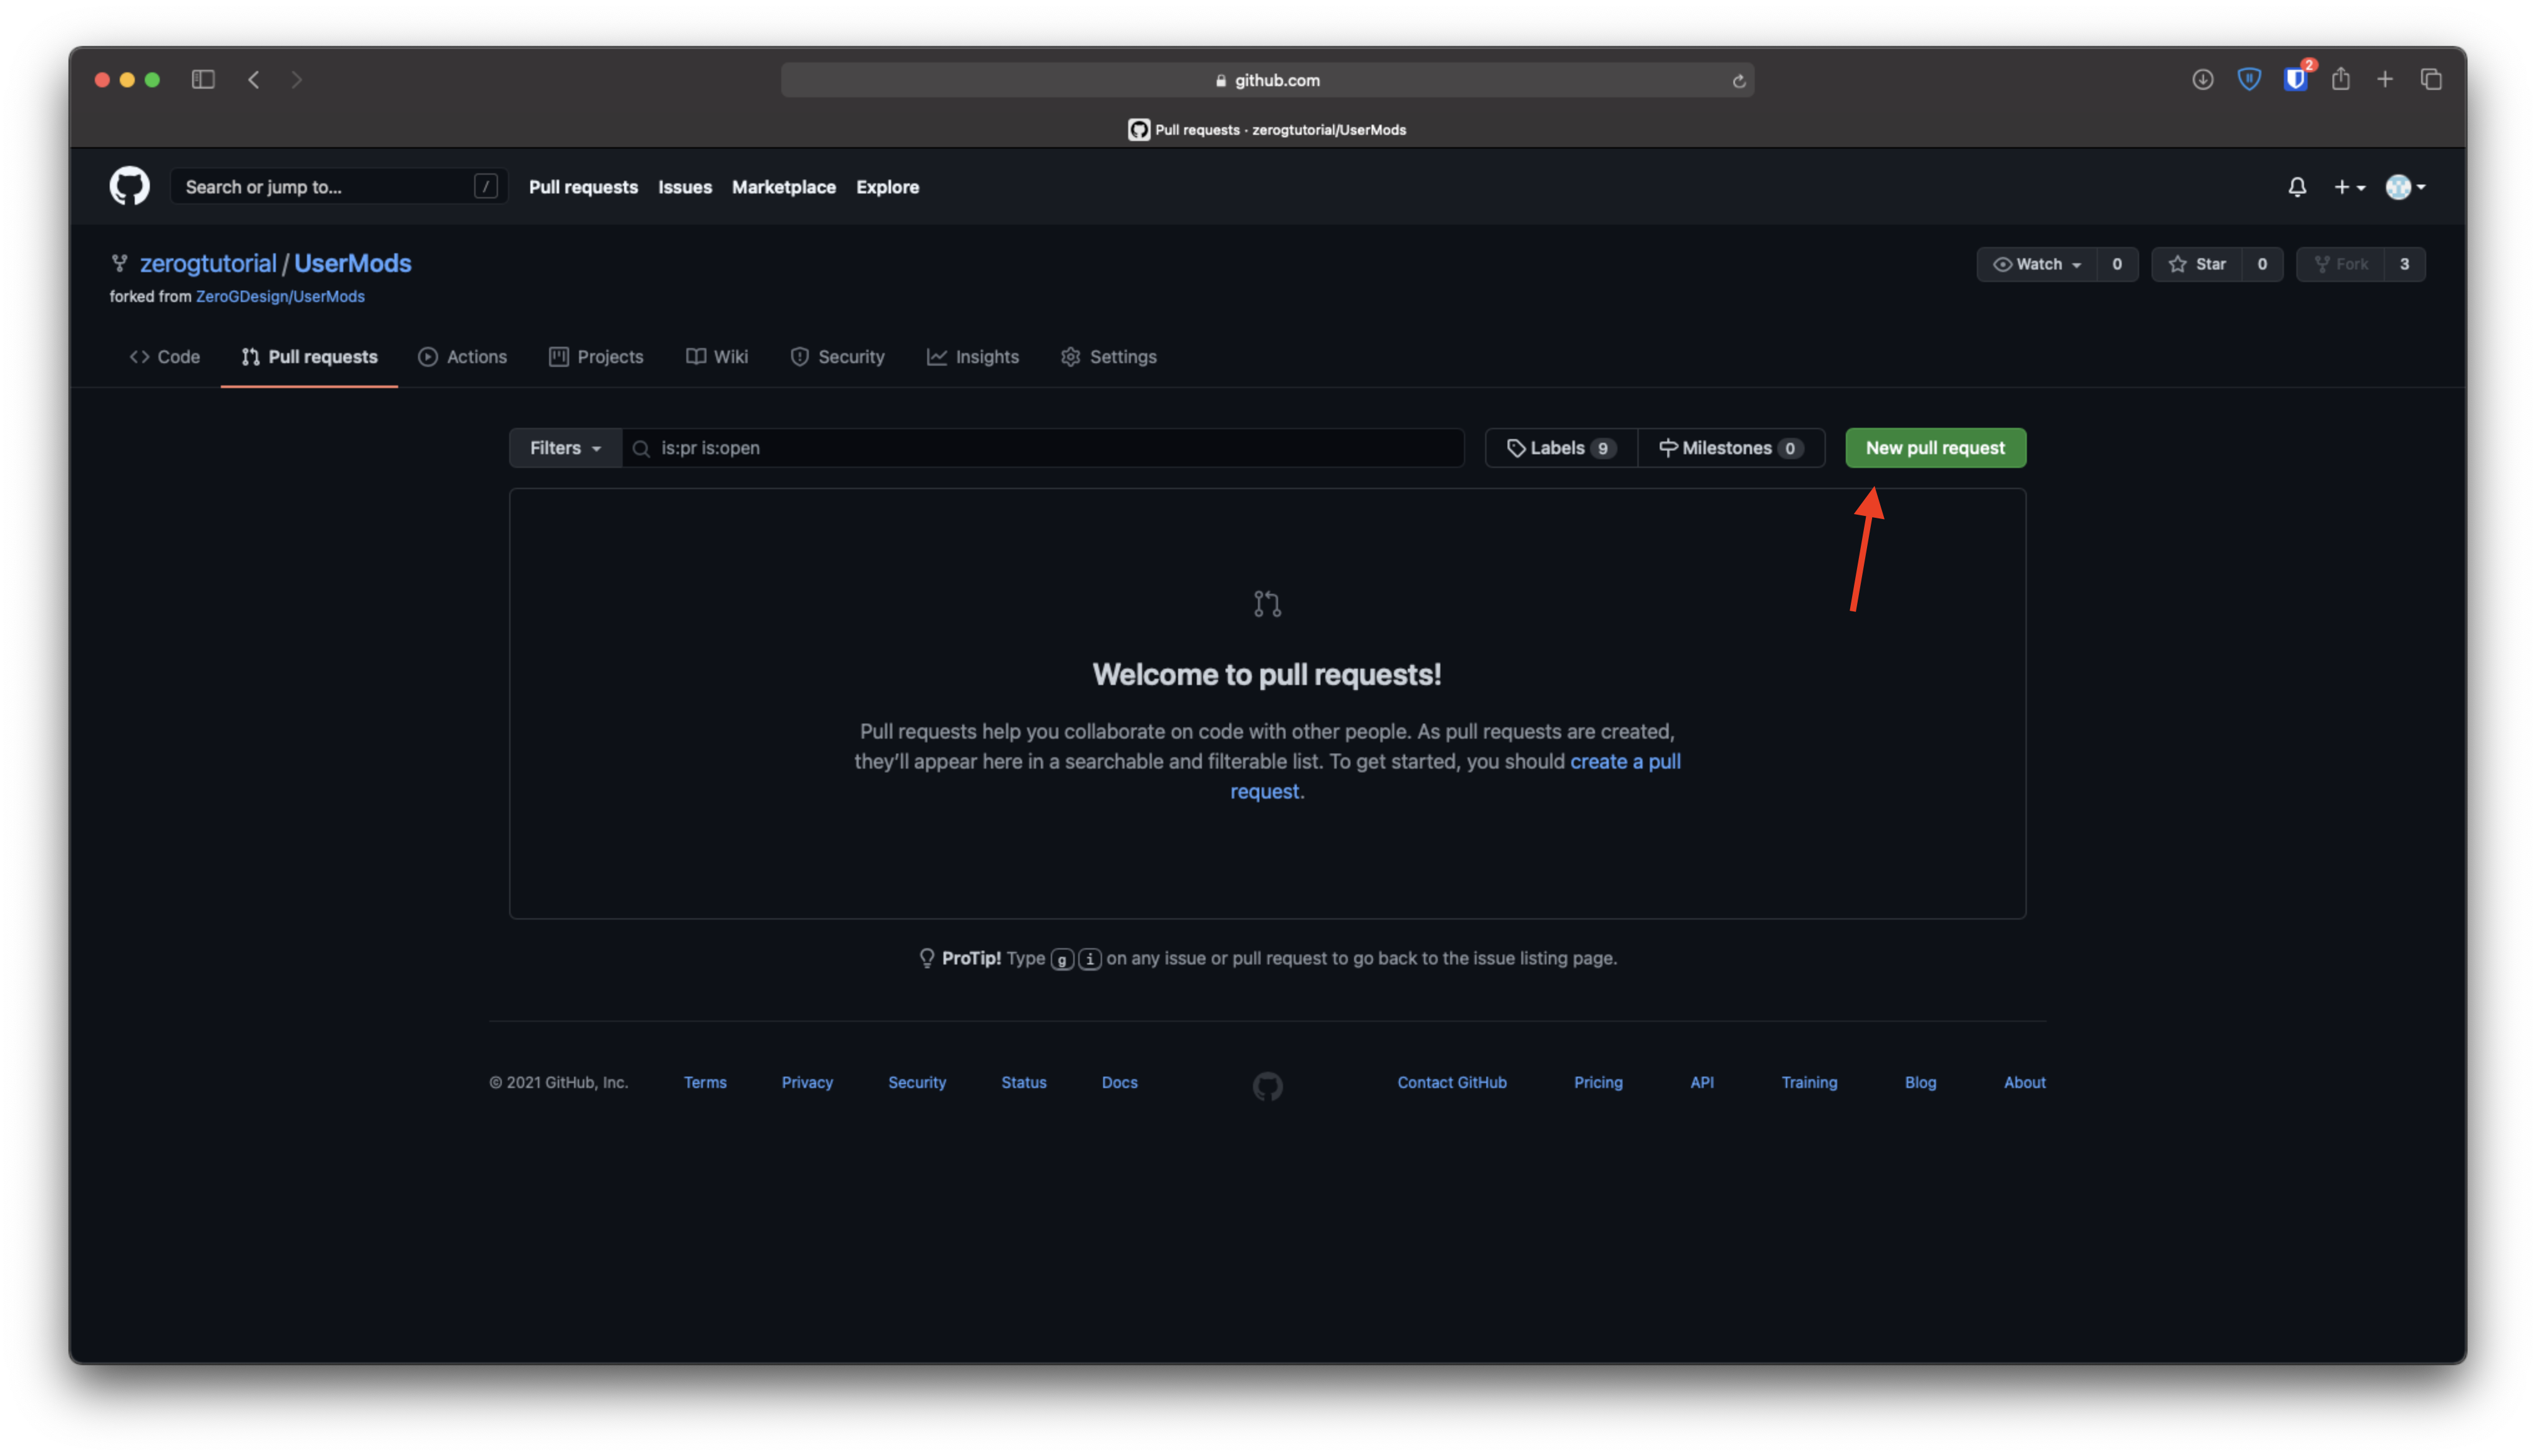 github.com
2
Pull requests · zerogtutorial/UserMods
Search or jump to... / Pull requests Issues Marketplace Explore
zerogtutorial / UserMods
Watch 0 Star 0 Fork 3
forked from ZeroGDesign/UserMods
Code Pull requests Actions Projects Wiki Security Insights Settings
Filters is:pr is:open Labels 9 Milestones 0 New pull request
Welcome to pull requests!
Pull requests help you collaborate on code with other people. As pull requests are created,
they’ll appear here in a searchable and filterable list. To get started, you should create a pull
request.
ProTip! Type g i on any issue or pull request to go back to the issue listing page.
© 2021 GitHub, Inc. Terms Privacy Security Status Docs Contact GitHub Pricing API Training Blog About